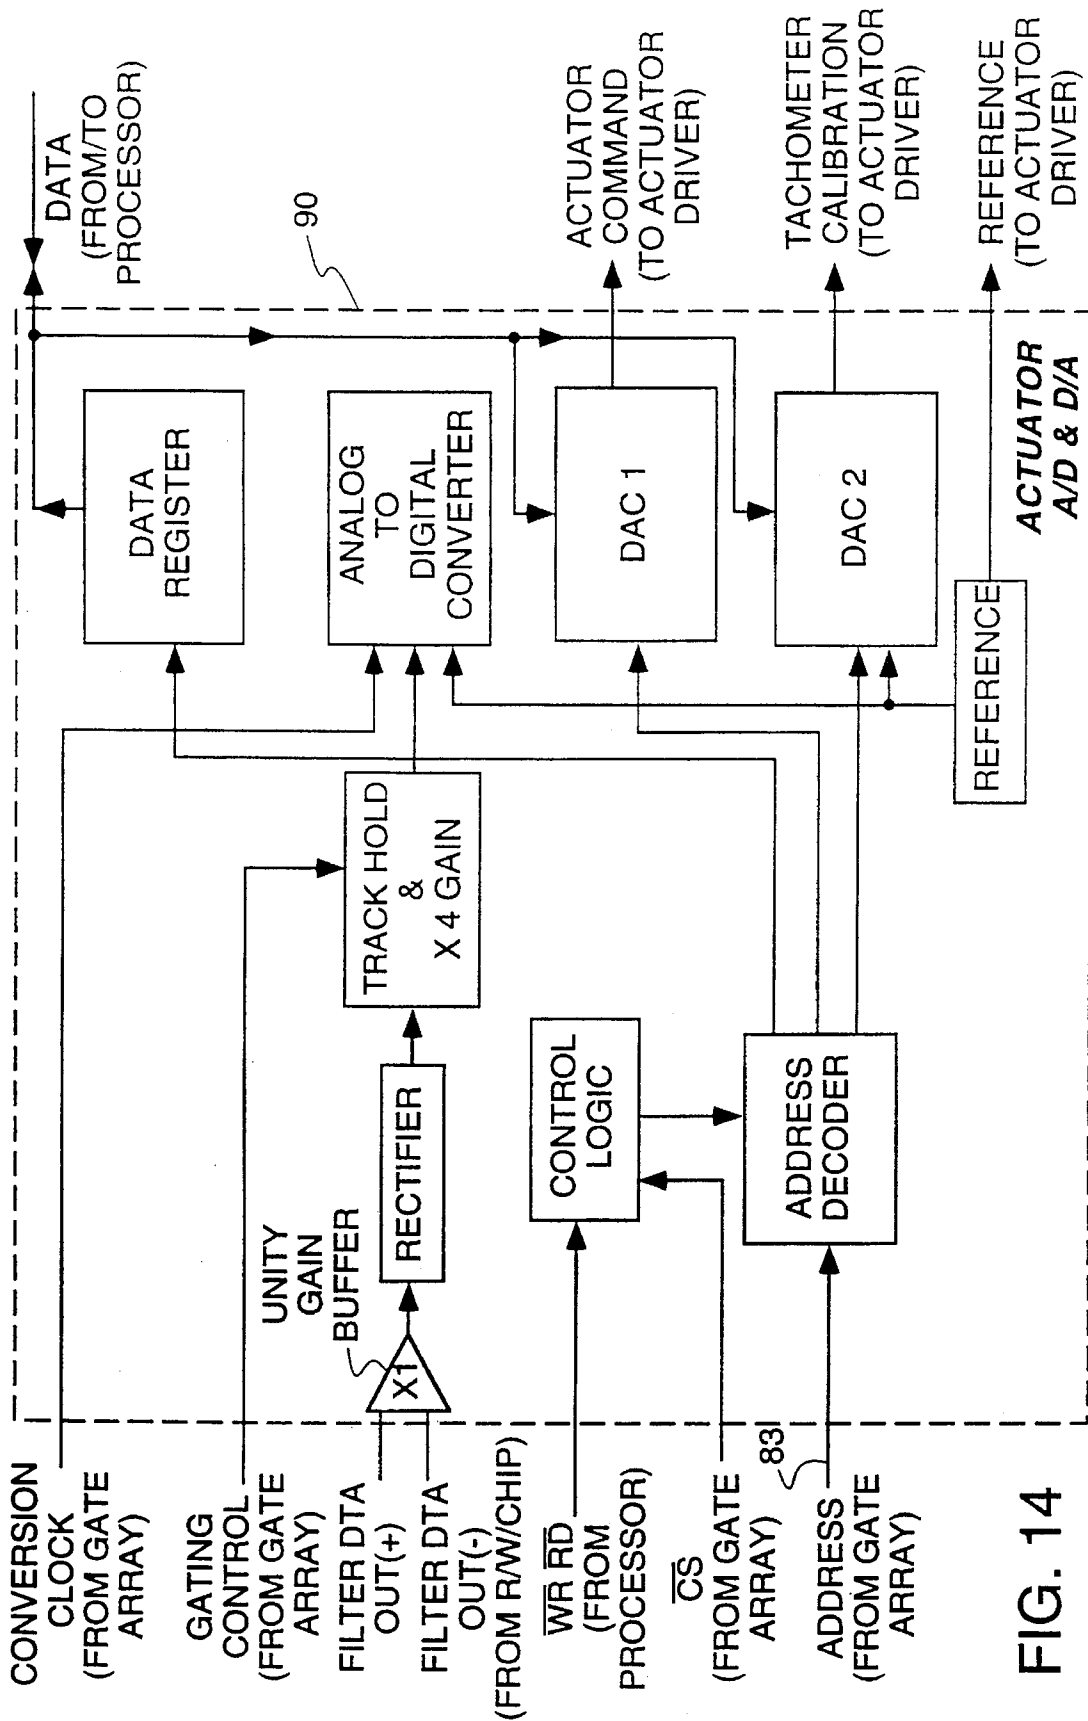 CONVERSION
CLOCK
(FROM GATE
ARRAY)
GATING
CONTROL
(FROM GATE
ARRAY)
FILTER DTA
OUT(+)
FILTER DTA
OUT(-)
(FROM R/W/CHIP)
WR RD
(FROM
PROCESSOR)
CS
(FROM GATE
ARRAY)
83
ADDRESS
(FROM GATE
ARRAY)
UNITY
GAIN
BUFFER
X1
RECTIFIER
TRACK HOLD
&
X 4 GAIN
CONTROL
LOGIC
ADDRESS
DECODER
DATA
REGISTER
ANALOG
TO
DIGITAL
CONVERTER
DAC 1
DAC 2
REFERENCE
ACTUATOR
A/D & D/A
90
DATA
(FROM/TO
PROCESSOR)
ACTUATOR
COMMAND
(TO ACTUATOR
DRIVER)
TACHOMETER
CALIBRATION
(TO ACTUATOR
DRIVER)
REFERENCE
(TO ACTUATOR
DRIVER)
FIG. 14